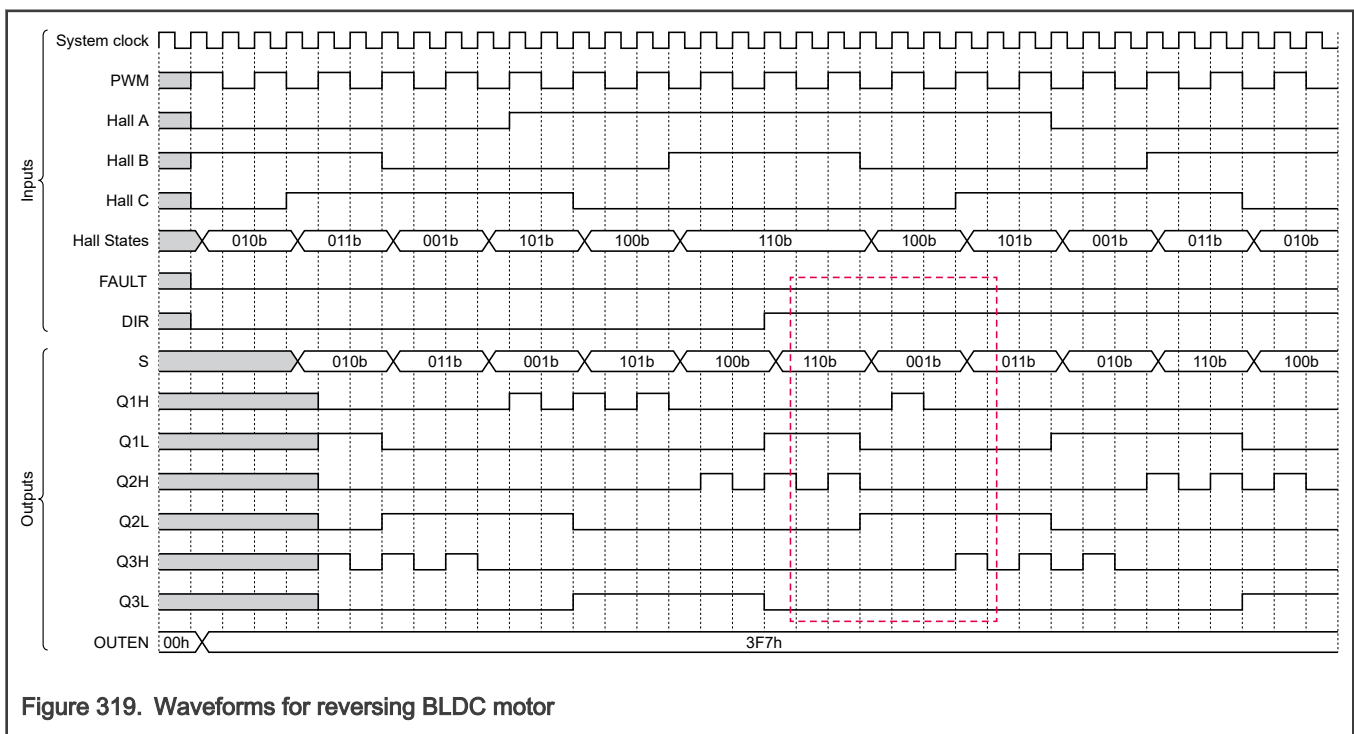 System clock
PWM
Hall A
Hall B
Hall C
Hall States 010b 011b 001b 101b 100b 110b 100b 101b 001b 011b 010b
FAULT
DIR
Inputs
S 010b 011b 001b 101b 100b 110b 001b 011b 010b 110b 100b
Q1H
Q1L
Q2H
Q2L
Q3H
Q3L
OUTEN 00h 3F7h
Outputs
Figure 319. Waveforms for reversing BLDC motor